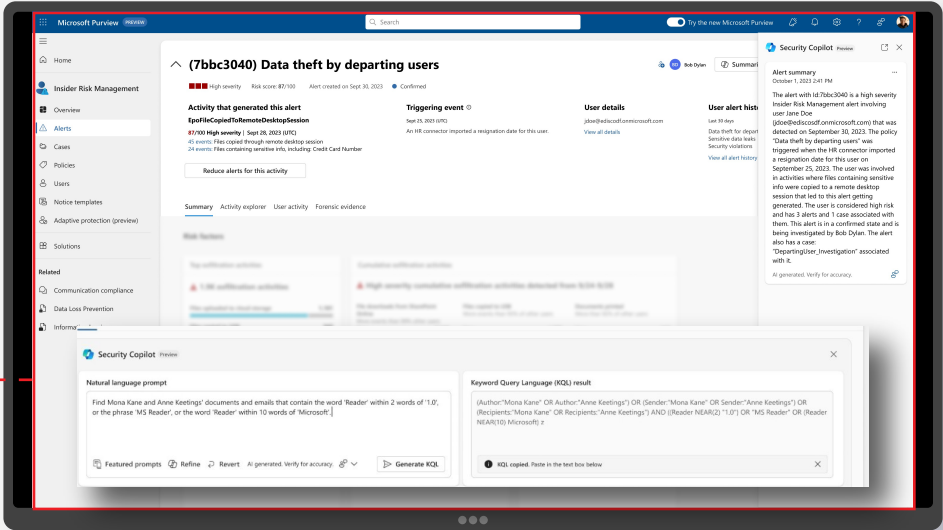 Microsoft Purview PREVIEW
Search
Try the new Microsoft Purview
Home
Insider Risk Management
Overview
Alerts
Cases
Policies
Users
Notice templates
Adaptive protection (preview)
Solutions
Related
Communication compliance
Data Loss Prevention
(7bbc3040) Data theft by departing users
High severity Risk score: 87/100 Alert created on Sept 30, 2023 Confirmed
BD Bob Dylan
Summari
Activity that generated this alert
EpoFileCopiedToRemoteDesktopSession
87/100 High severity | Sept 28, 2023 (UTC)
45 events: Files copied through remote desktop session
24 events: Files containing sensitive info, including: Credit Card Number
Reduce alerts for this activity
Triggering event
Sept 25, 2023 (UTC)
An HR connector imported a resignation date for this user.
User details
jdoe@ediscosdf.onmicrosoft.com
View all details
User alert hist
Last 30 days
Data theft for depart
Sensitive data leaks
Security violations
View all alert history
Summary Activity explorer User activity Forensic evidence
Risk factors
Top exfiltration activities
Cumulative exfiltration activities
Security Copilot Preview
Alert summary
October 1, 2023 2:41 PM
The alert with Id:7bbc3040 is a high severity
Insider Risk Management alert involving
user Jane Doe
(jdoe@ediscosdf.onmicrosoft.com) that was
detected on September 30, 2023. The policy
"Data theft by departing users" was
triggered when the HR connector imported
a resignation date for this user on
September 25, 2023. The user was involved
in activities where files containing sensitive
info were copied to a remote desktop
session that led to this alert getting
generated. The user is considered high risk
and has 3 alerts and 1 case associated with
them. This alert is in a confirmed state and is
being investigated by Bob Dylan. The alert
also has a case:
"DepartingUser_Investigation" associated
with it.
AI generated. Verify for accuracy.
Security Copilot Preview
Natural language prompt
Find Mona Kane and Anne Keetings' documents and emails that contain the word 'Reader' within 2 words of '1.0',
or the phrase 'MS Reader', or the word 'Reader' within 10 words of 'Microsoft'.
Featured prompts Refine Revert AI generated. Verify for accuracy.
Generate KQL
Keyword Query Language (KQL) result
(Author:"Mona Kane" OR Author:"Anne Keetings") OR (Sender:"Mona Kane" OR Sender:"Anne Keetings") OR
(Recipients:"Mona Kane" OR Recipients:"Anne Keetings") AND ((Reader NEAR(2) "1.0") OR "MS Reader" OR (Reader
NEAR(10) Microsoft) z
KQL copied. Paste in the text box below